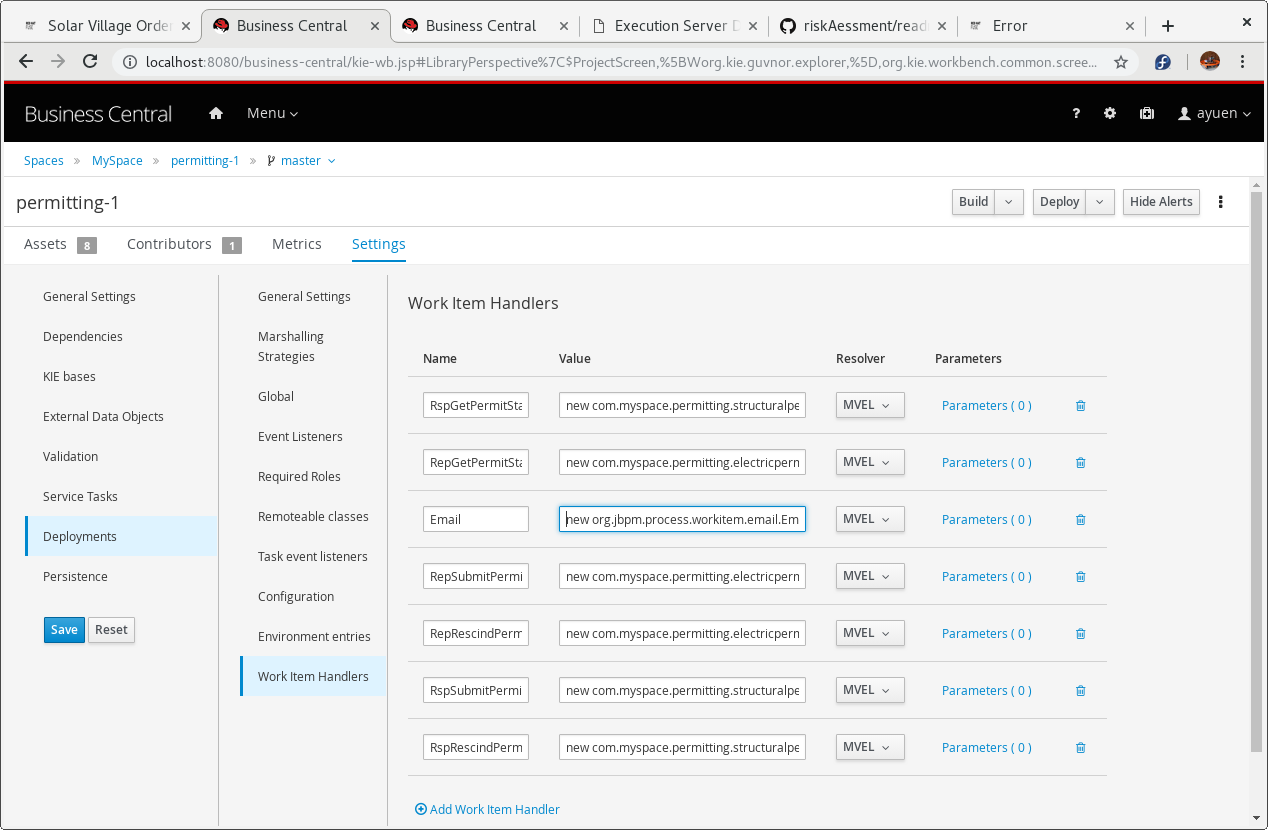 Solar Village Order
Business Central
Business Central
Execution Server D
riskAessment/read
Error
localhost:8080/business-central/kie-wb.jsp#LibraryPerspective%7C$ProjectScreen,%5BWorg.kie.guvnor.explorer,%5D,org.kie.workbench.common.scree...
Business Central
Menu
?
ayuen
Spaces » MySpace » permitting-1 » master
permitting-1
Build
Deploy
Hide Alerts
Assets 8
Contributors 1
Metrics
Settings
General Settings
Dependencies
KIE bases
External Data Objects
Validation
Service Tasks
Deployments
Persistence
Save
Reset
General Settings
Marshalling
Strategies
Global
Event Listeners
Required Roles
Remoteable classes
Task event listeners
Configuration
Environment entries
Work Item Handlers
Work Item Handlers
Name Value Resolver Parameters
RspGetPermitSta new com.myspace.permitting.structuralpe MVEL Parameters ( 0 )
RepGetPermitSta new com.myspace.permitting.electricpern MVEL Parameters ( 0 )
Email new org.jbpm.process.workitem.email.Em MVEL Parameters ( 0 )
RepSubmitPermi new com.myspace.permitting.electricpern MVEL Parameters ( 0 )
RepRescindPerm new com.myspace.permitting.electricpern MVEL Parameters ( 0 )
RspSubmitPermi new com.myspace.permitting.structuralpe MVEL Parameters ( 0 )
RspRescindPerm new com.myspace.permitting.structuralpe MVEL Parameters ( 0 )
Add Work Item Handler